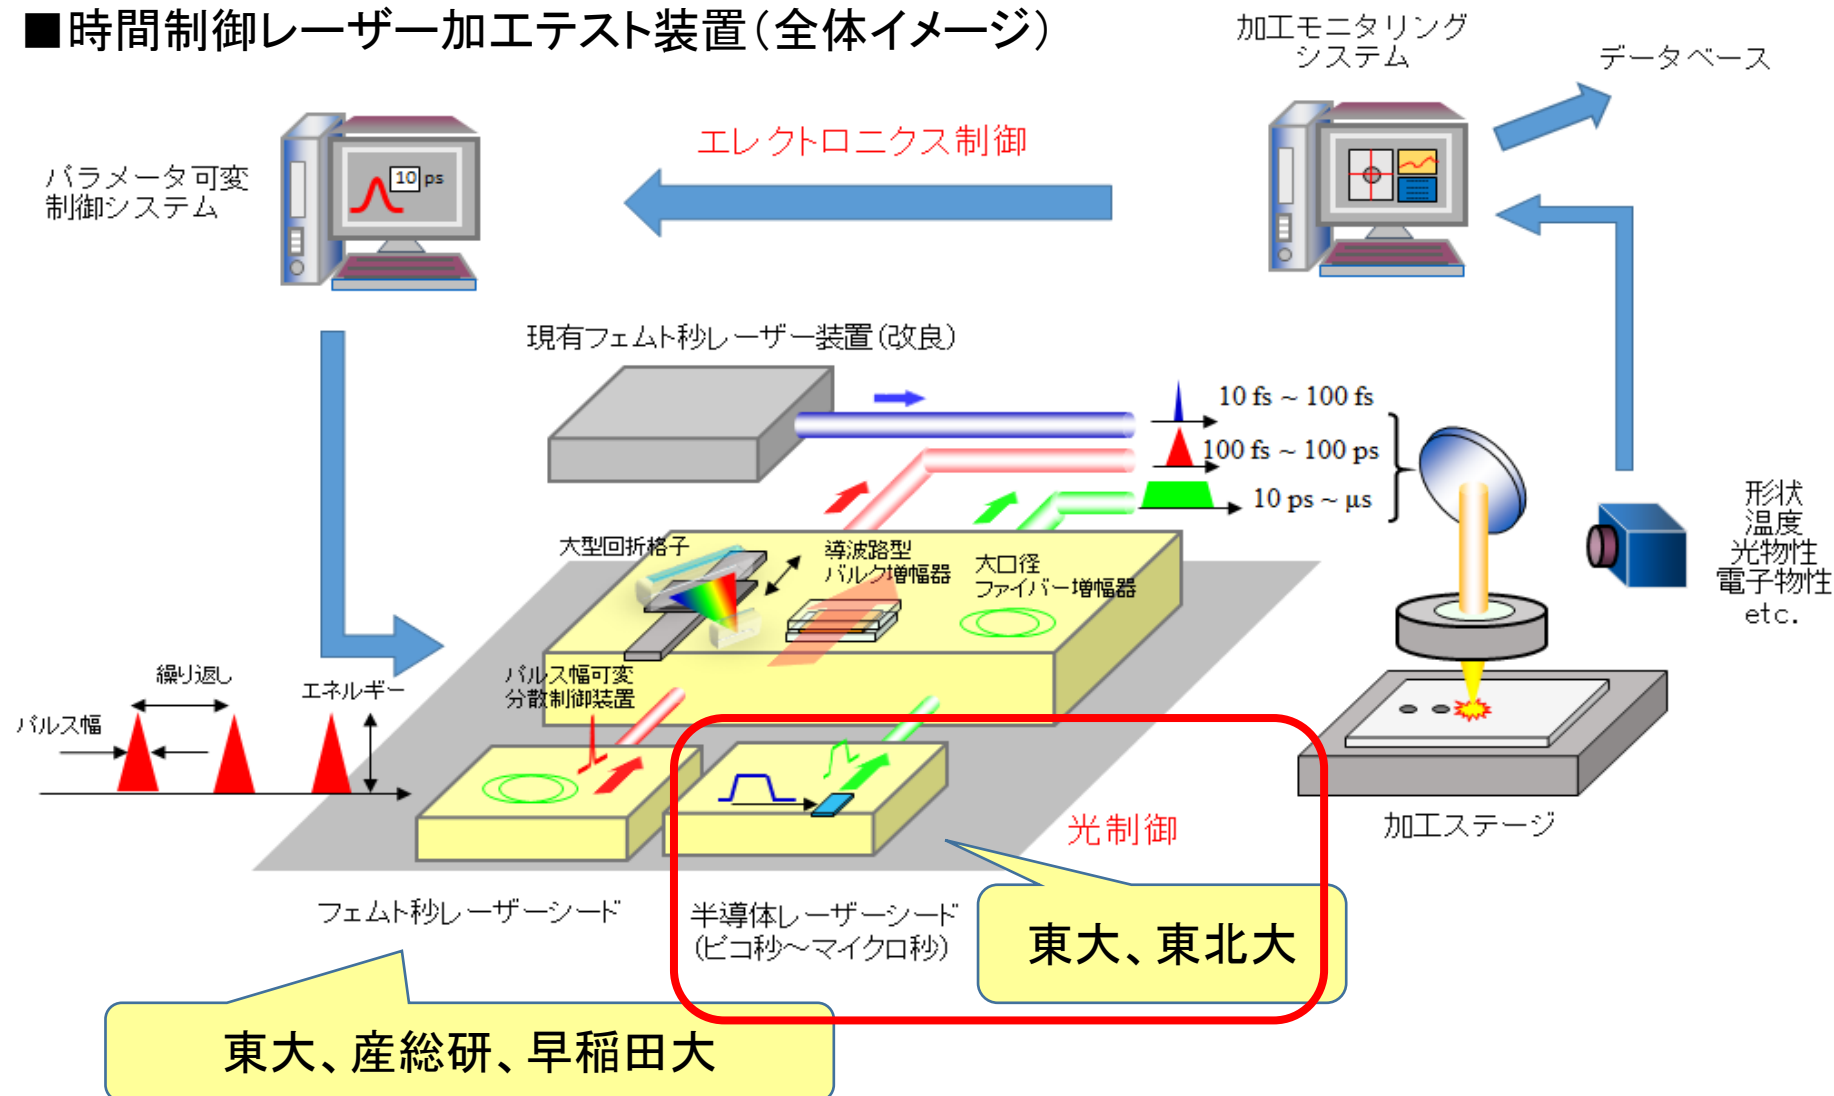 ■時間制御レーザー加工テスト装置(全体イメージ)
加工モニタリング
システム
データベース
エレクトロニクス制御
パラメータ可変
制御システム
10 ps
現有フェムト秒レーザー装置(改良)
10 fs ~ 100 fs
100 fs ~ 100 ps
10 ps ~ μs
形状
温度
光物性
電子物性
etc.
大型回折格子
導波路型
バルク増幅器
大口径
ファイバー増幅器
パルス幅可変
分散制御装置
繰り返し
エネルギー
パルス幅
光制御
加工ステージ
フェムト秒レーザーシード
半導体レーザーシード
(ピコ秒~マイクロ秒)
東大、東北大
東大、産総研、早稲田大